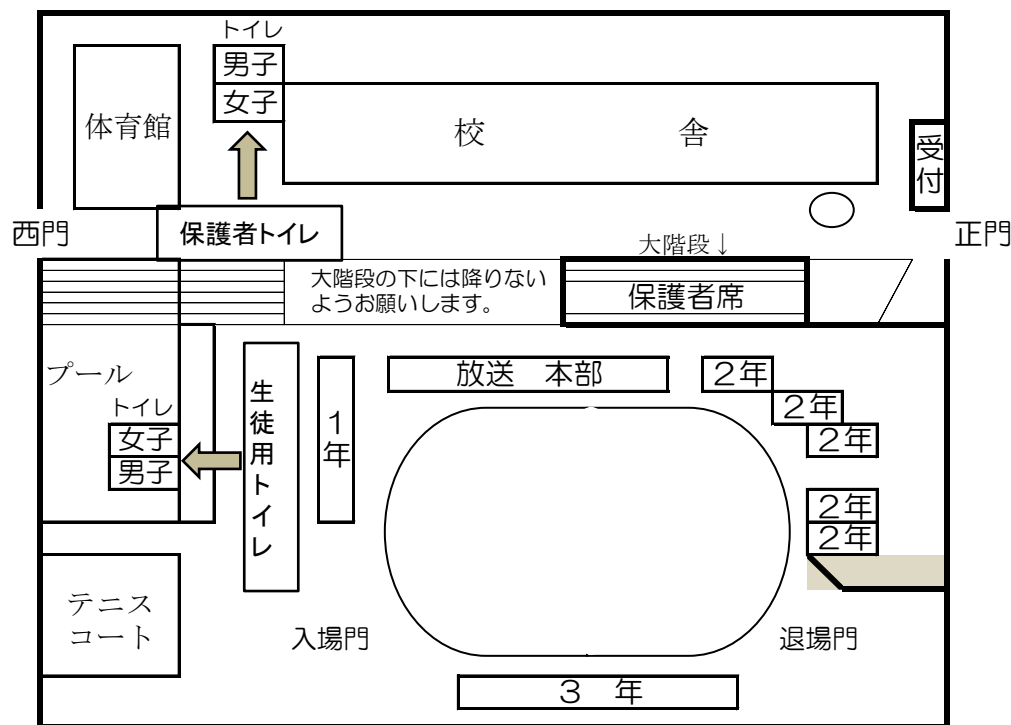 トイレ
男子
女子
体育館
校　　　舎
受付
西門
保護者トイレ
正門
大階段↓
大階段の下には降りない
ようお願いします。
保護者席
プール
トイレ
女子
男子
生徒用トイレ
１年
放送　本部
２年
２年
２年
２年
２年
テニス
コート
入場門
退場門
３　年